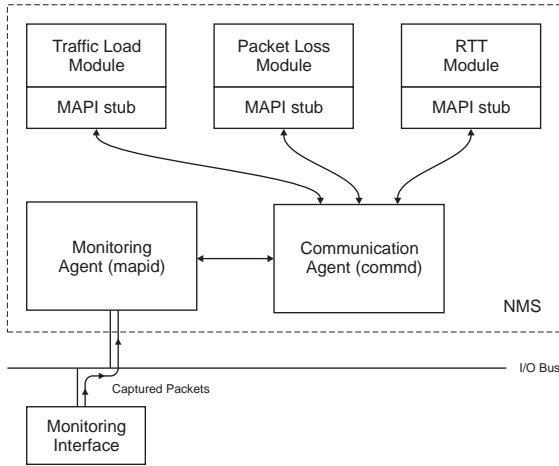 Traffic Load
Module
MAPI stub
Packet Loss
Module
MAPI stub
RTT
Module
MAPI stub
Monitoring
Agent (mapid)
Communication
Agent (commd)
NMS
I/O Bus
Captured Packets
Monitoring
Interface